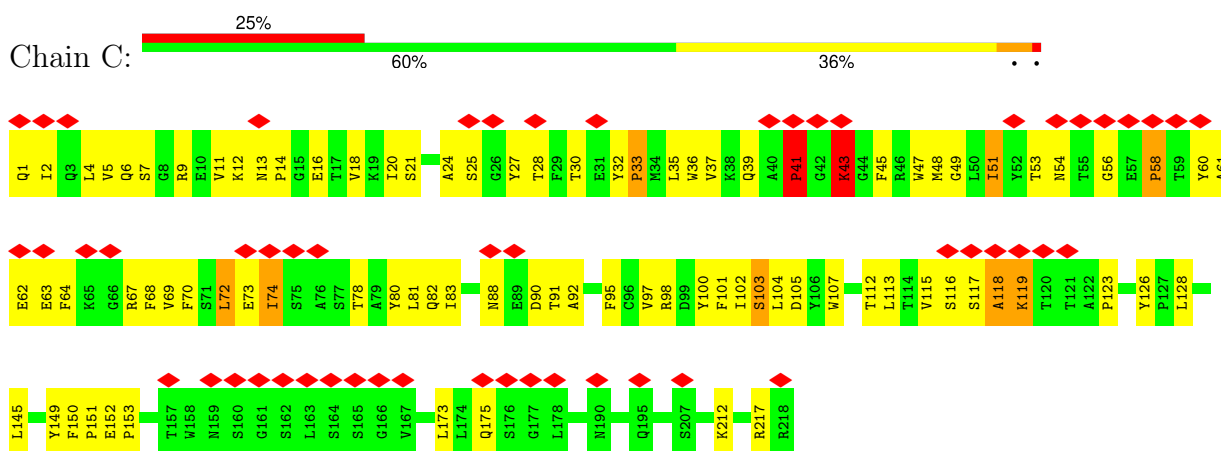 25%
Chain C:
60% 36% • •
Q1 I2 Q3 L4 V5 Q6 S7 G8 R9 E10 V11 K12 N13 P14 G15 E16 T17 V18 K19 I20 S21 A24 S25 G26 Y27 T28 F29 T30 E31 Y32 P33 M34 L35 W36 V37 K38 Q39 A40 P41 G42 K43 G44 F45 R46 W47 M48 G49 L50 I51 Y52 T53 N54 T55 G56 E57 P58 T59 Y60 A61
E62 E63 F64 K65 G66 R67 F68 V69 F70 S71 L72 E73 I74 S75 A76 S77 T78 A79 Y80 L81 Q82 I83 N88 E89 D90 T91 A92 F95 C96 V97 R98 D99 Y100 F101 I102 S103 L104 D105 Y106 W107 T112 L113 T114 V115 S116 S117 A118 K119 T120 T121 A122 P123 Y126 P127 L128
L145 Y149 F150 P151 E152 P153 T157 W158 N159 S160 G161 S162 L163 S164 S165 G166 V167 L173 L174 Q175 S176 G177 L178 N190 Q195 S207 K212 R217 R218